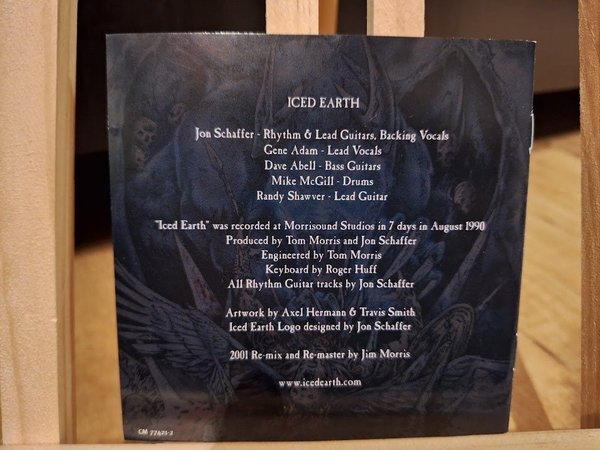 ICED EARTH
Jon Schaffer - Rhythm & Lead Guitars, Backing Vocals
Gene Adam - Lead Vocals
Dave Abell - Bass Guitars
Mike McGill - Drums
Randy Shawver - Lead Guitar
"Iced Earth" was recorded at Morrisound Studios in 7 days in August 1990
Produced by Tom Morris and Jon Schaffer
Engineered by Tom Morris
Keyboard by Roger Huff
All Rhythm Guitar tracks by Jon Schaffer
Artwork by Axel Hermann & Travis Smith
Iced Earth Logo designed by Jon Schaffer
2001 Re-mix and Re-master by Jim Morris
www.icedearth.com
CM 77421-2